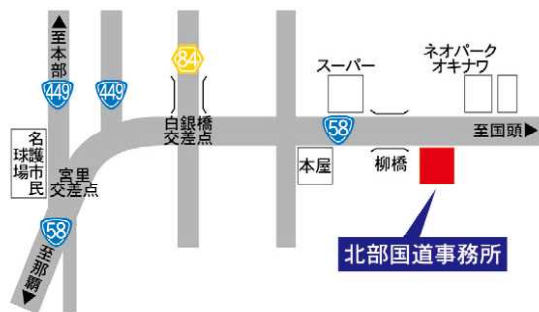 ▲至本部
449
449
84
スーパー
ネオパーク
オキナワ
白銀橋
交差点
58
至国頭▶
名護市民
球場
宮里
交差点
本屋
柳橋
58
至那覇▶
北部国道事務所